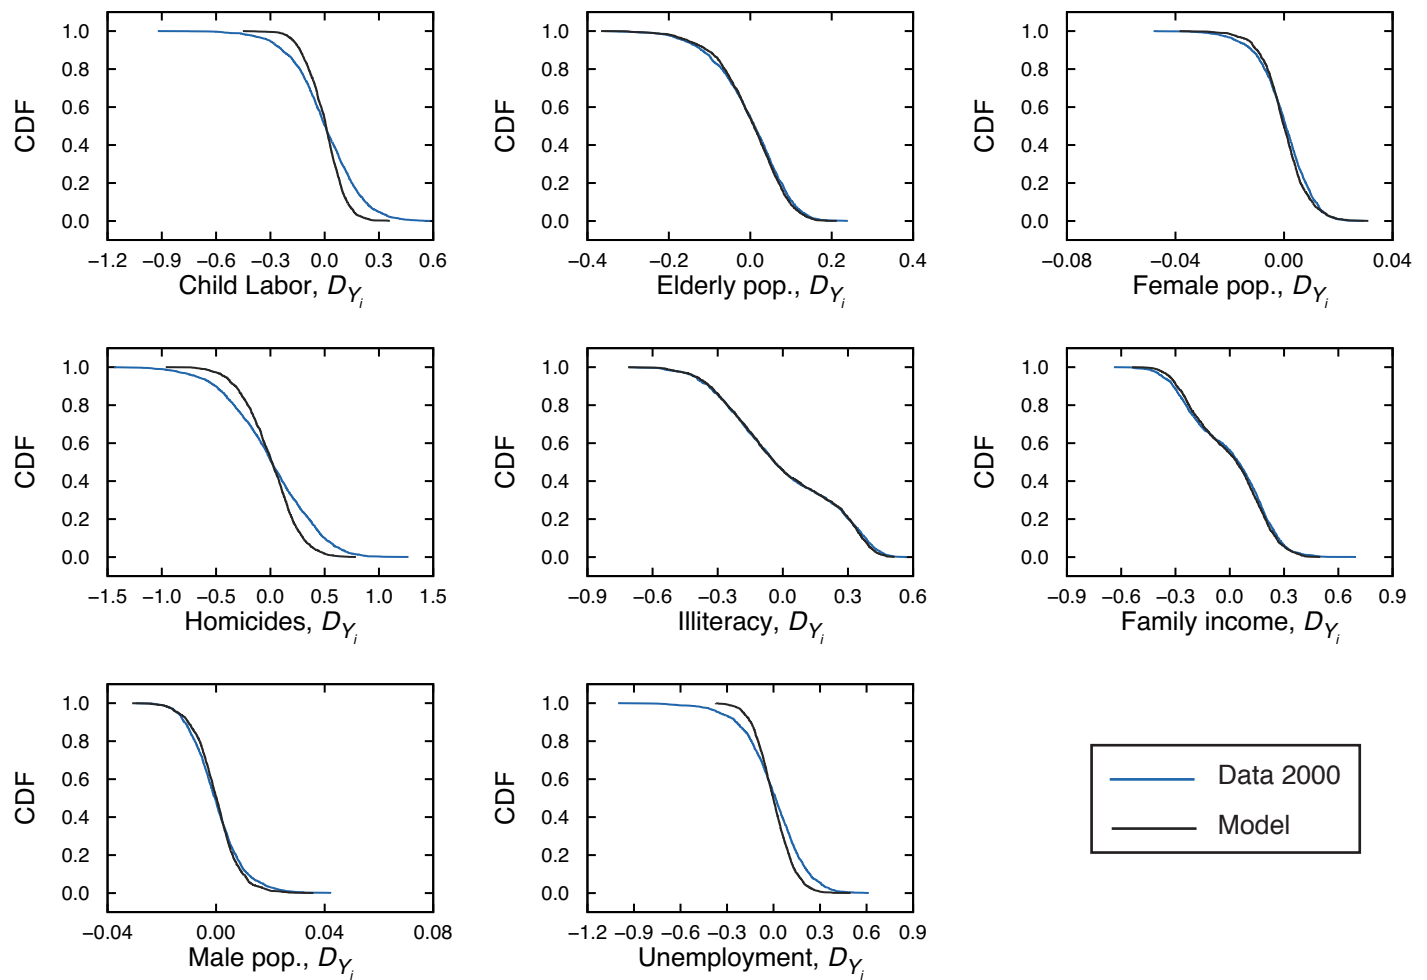 1.0
0.8
0.6
0.4
0.2
0.0
CDF
−1.2 −0.9 −0.6 −0.3 0.0 0.3 0.6
Child Labor, D_{Y_i}
1.0
0.8
0.6
0.4
0.2
0.0
CDF
−0.4 −0.2 0.0 0.2 0.4
Elderly pop., D_{Y_i}
1.0
0.8
0.6
0.4
0.2
0.0
CDF
−0.08 −0.04 0.00 0.04
Female pop., D_{Y_i}
1.0
0.8
0.6
0.4
0.2
0.0
CDF
−1.5 −1.0 −0.5 0.0 0.5 1.0 1.5
Homicides, D_{Y_i}
1.0
0.8
0.6
0.4
0.2
0.0
CDF
−0.9 −0.6 −0.3 0.0 0.3 0.6
Illiteracy, D_{Y_i}
1.0
0.8
0.6
0.4
0.2
0.0
CDF
−0.9 −0.6 −0.3 0.0 0.3 0.6 0.9
Family income, D_{Y_i}
1.0
0.8
0.6
0.4
0.2
0.0
CDF
−0.04 0.00 0.04 0.08
Male pop., D_{Y_i}
1.0
0.8
0.6
0.4
0.2
0.0
CDF
−1.2 −0.9 −0.6 −0.3 0.0 0.3 0.6 0.9
Unemployment, D_{Y_i}
Data 2000
Model